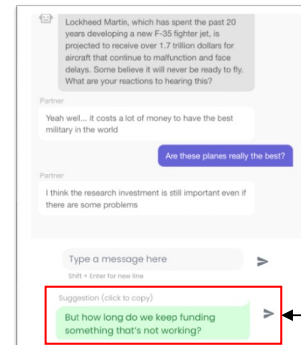 Lockheed Martin, which has spent the past 20
years developing a new F-35 fighter jet, is
projected to receive over 1.7 trillion dollars for
aircraft that continue to malfunction and face
delays. Some believe it will never be ready to fly.
What are your reactions to hearing this?
Partner
Yeah well... it costs a lot of money to have the best
military in the world
Are these planes really the best?
Partner
I think the research investment is still important even if
there are some problems
Type a message here
Shift + Enter for new line
Suggestion (click to copy)
But how long do we keep funding
something that's not working?